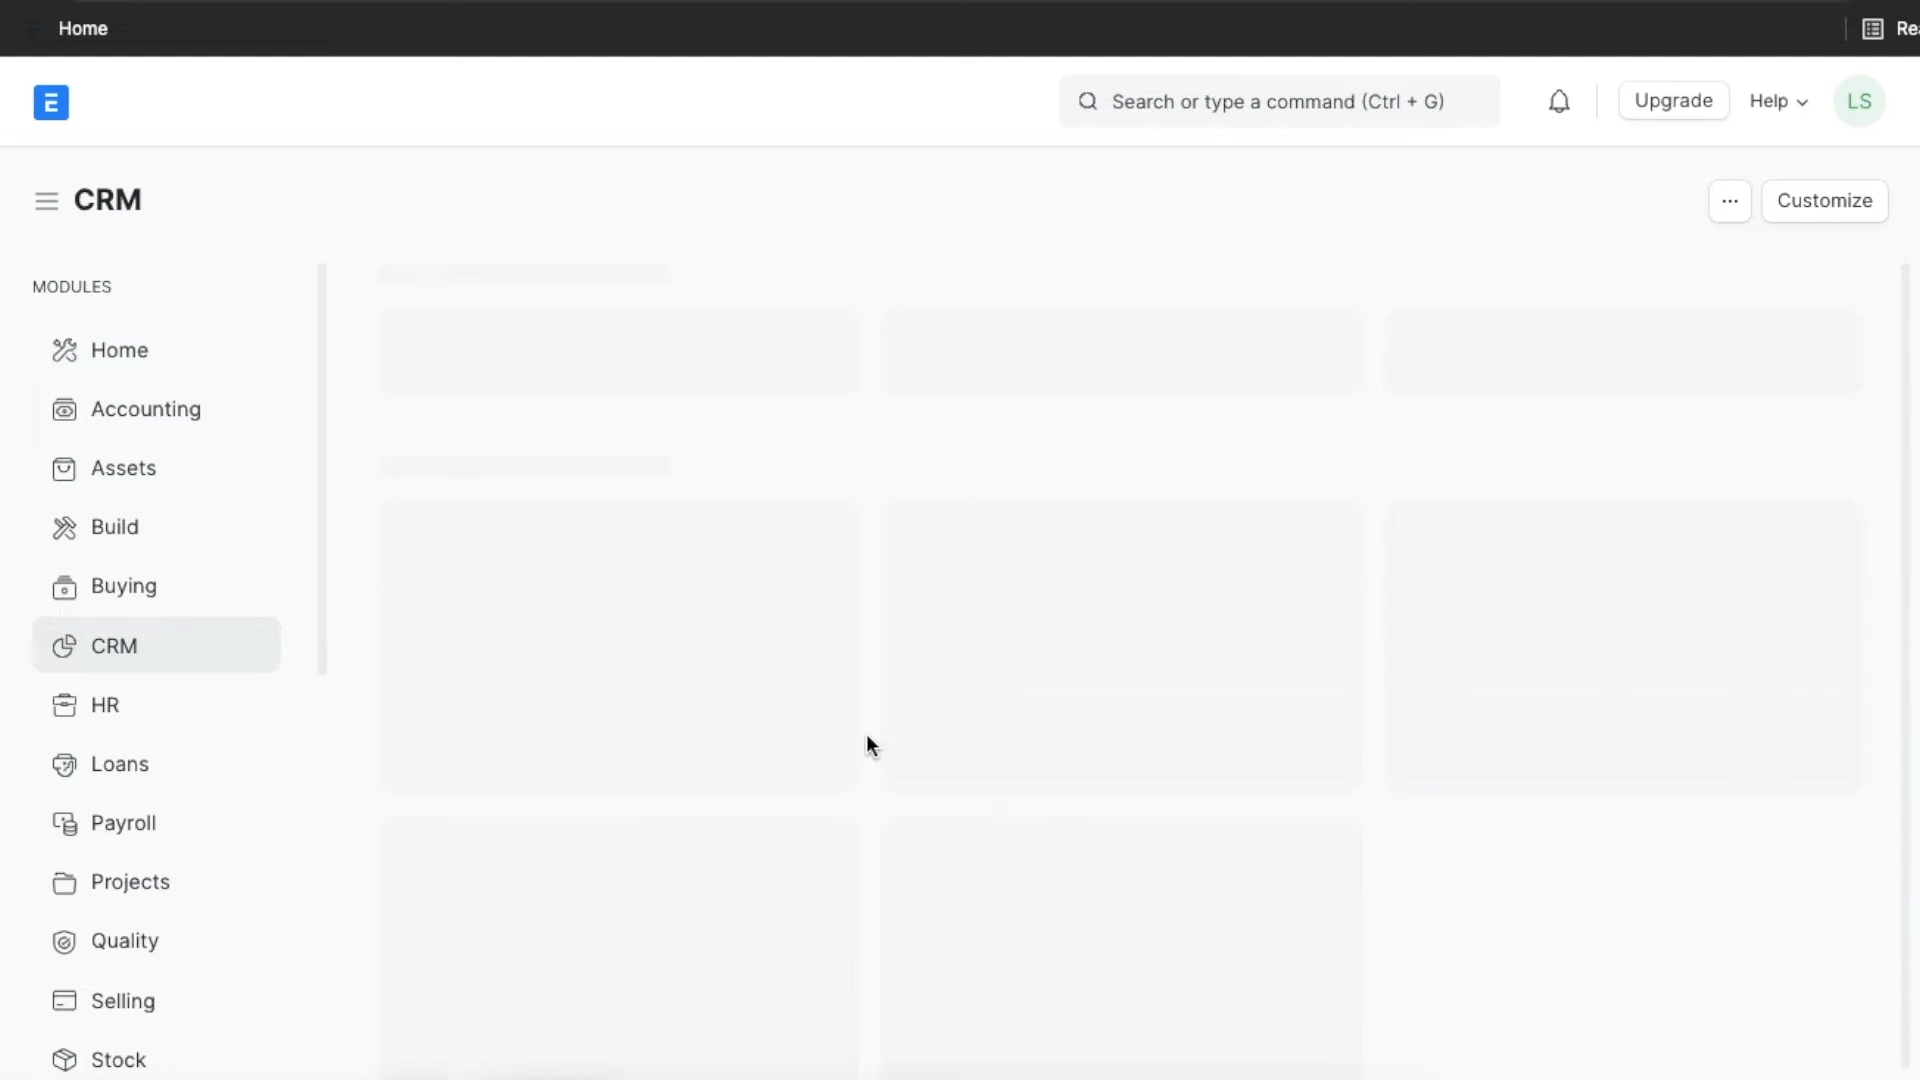 Home
Rea
E
Search or type a command (Ctrl + G)
Upgrade
Help
LS
CRM
...
Customize
MODULES
Home
Accounting
Assets
Build
Buying
CRM
HR
Loans
Payroll
Projects
Quality
Selling
Stock